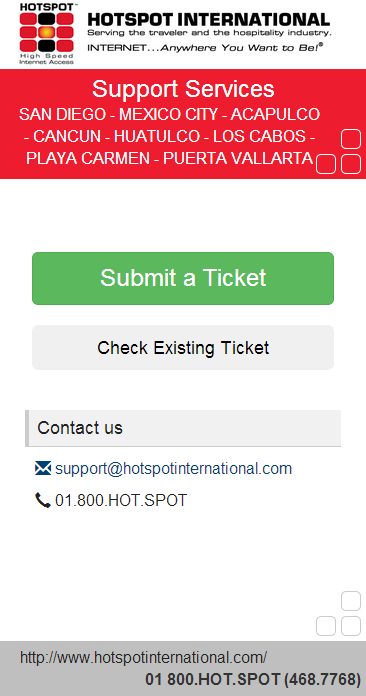 HOTSPOT™
High Speed
Internet Access
HOTSPOT INTERNATIONAL
Serving the traveler and the hospitality industry.
INTERNET...Anywhere You Want to Be!®
Support Services
SAN DIEGO - MEXICO CITY - ACAPULCO
- CANCUN - HUATULCO - LOS CABOS -
PLAYA CARMEN - PUERTA VALLARTA
Submit a Ticket
Check Existing Ticket
Contact us
support@hotspotinternational.com
01.800.HOT.SPOT
http://www.hotspotinternational.com/
01 800.HOT.SPOT (468.7768)